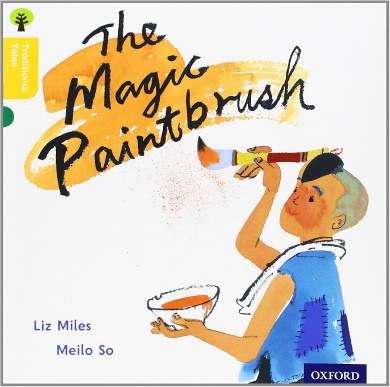 Traditional
Tales
The
Magic
Paintbrush
Liz Miles
Meilo So
OXFORD